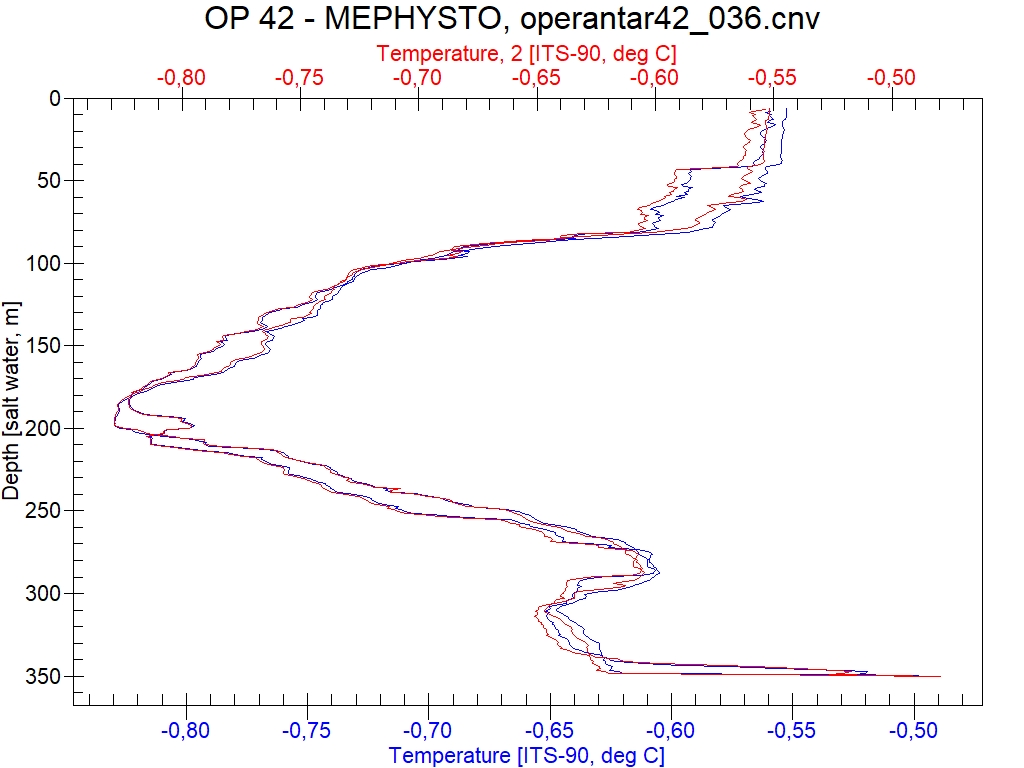 OP 42 - MEPHYSTO, operantar42_036.cnv
Temperature, 2 [ITS-90, deg C]
-0,80 -0,75 -0,70 -0,65 -0,60 -0,55 -0,50
Depth [salt water, m]
0
50
100
150
200
250
300
350
-0,80 -0,75 -0,70 -0,65 -0,60 -0,55 -0,50
Temperature [ITS-90, deg C]